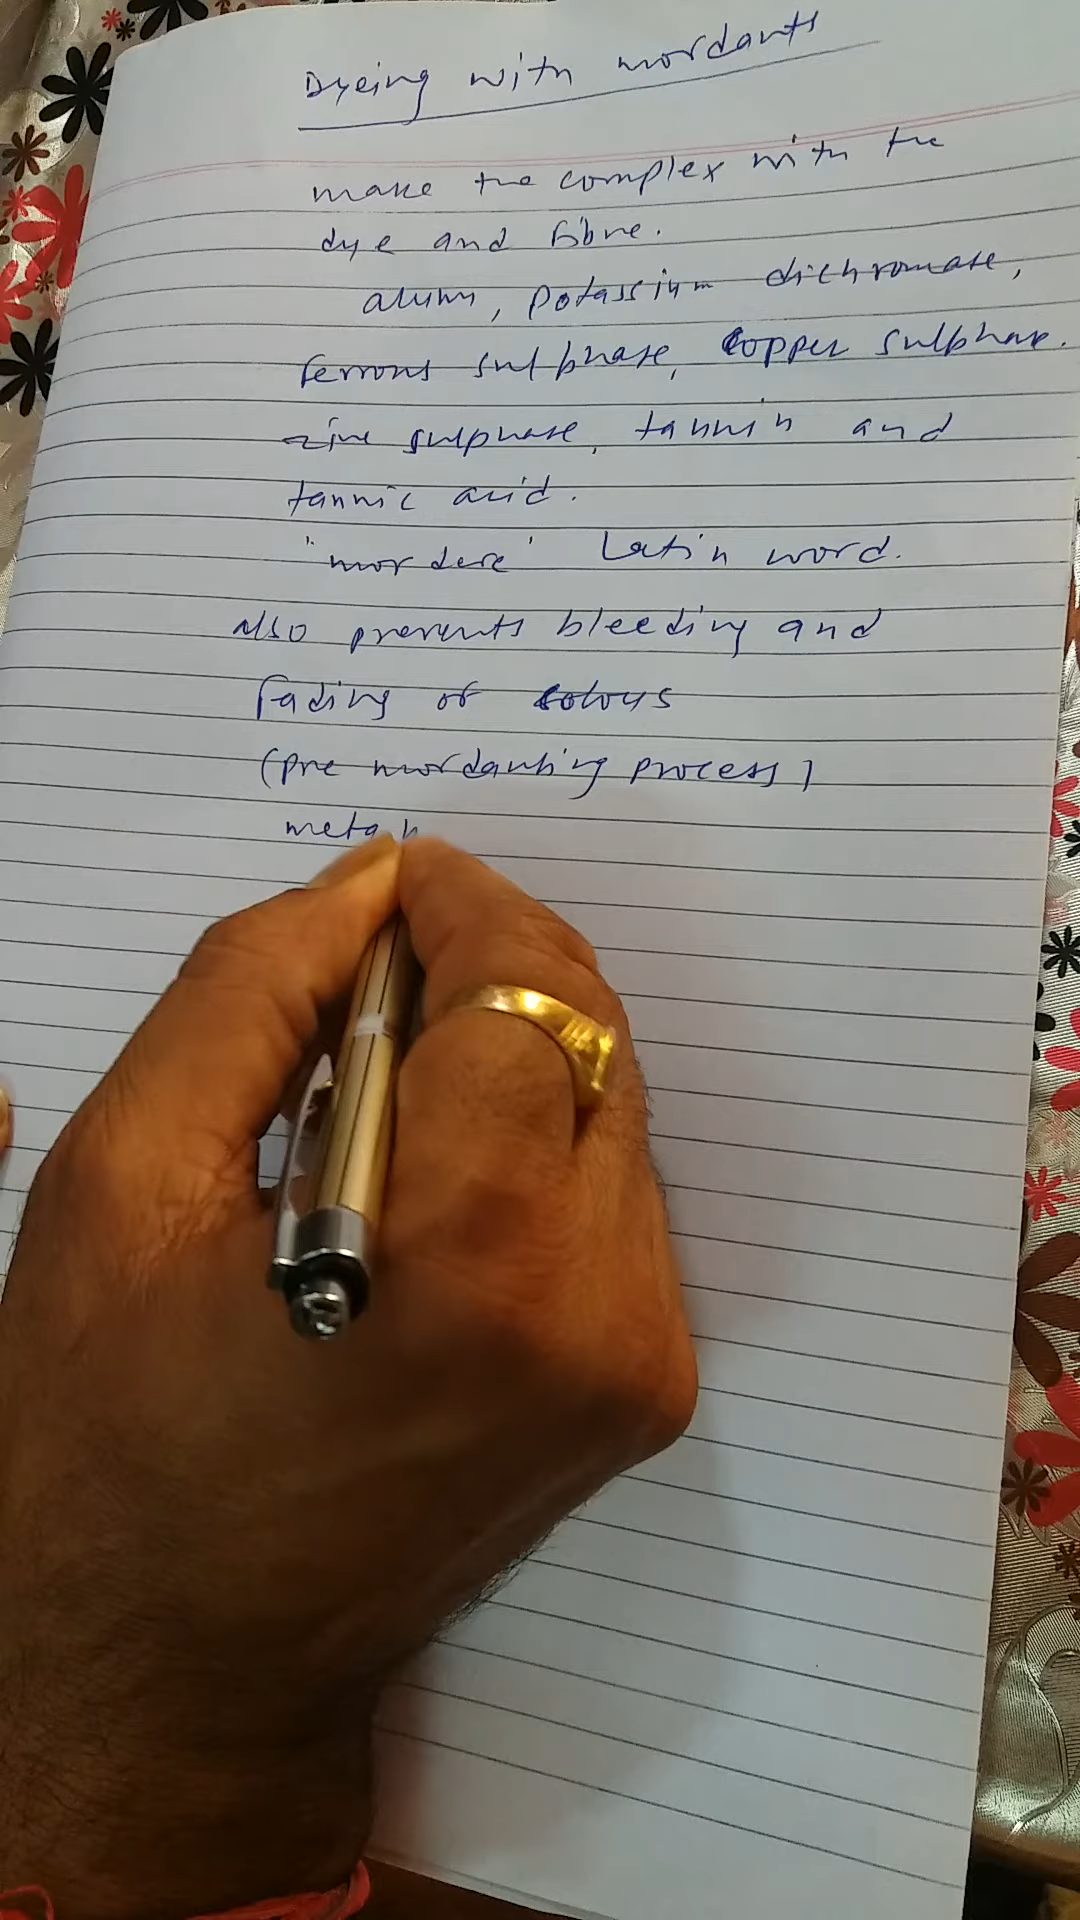 Dyeing with mordants
make the complex with the
dye and fibre.
alum, potassium dichromate,
ferrous sulphate, copper sulphate.
zinc sulphate, tannin and
tannic acid.
"mordere" Latin word.
also prevents bleeding and
fading of colours
(pre mordanting process)